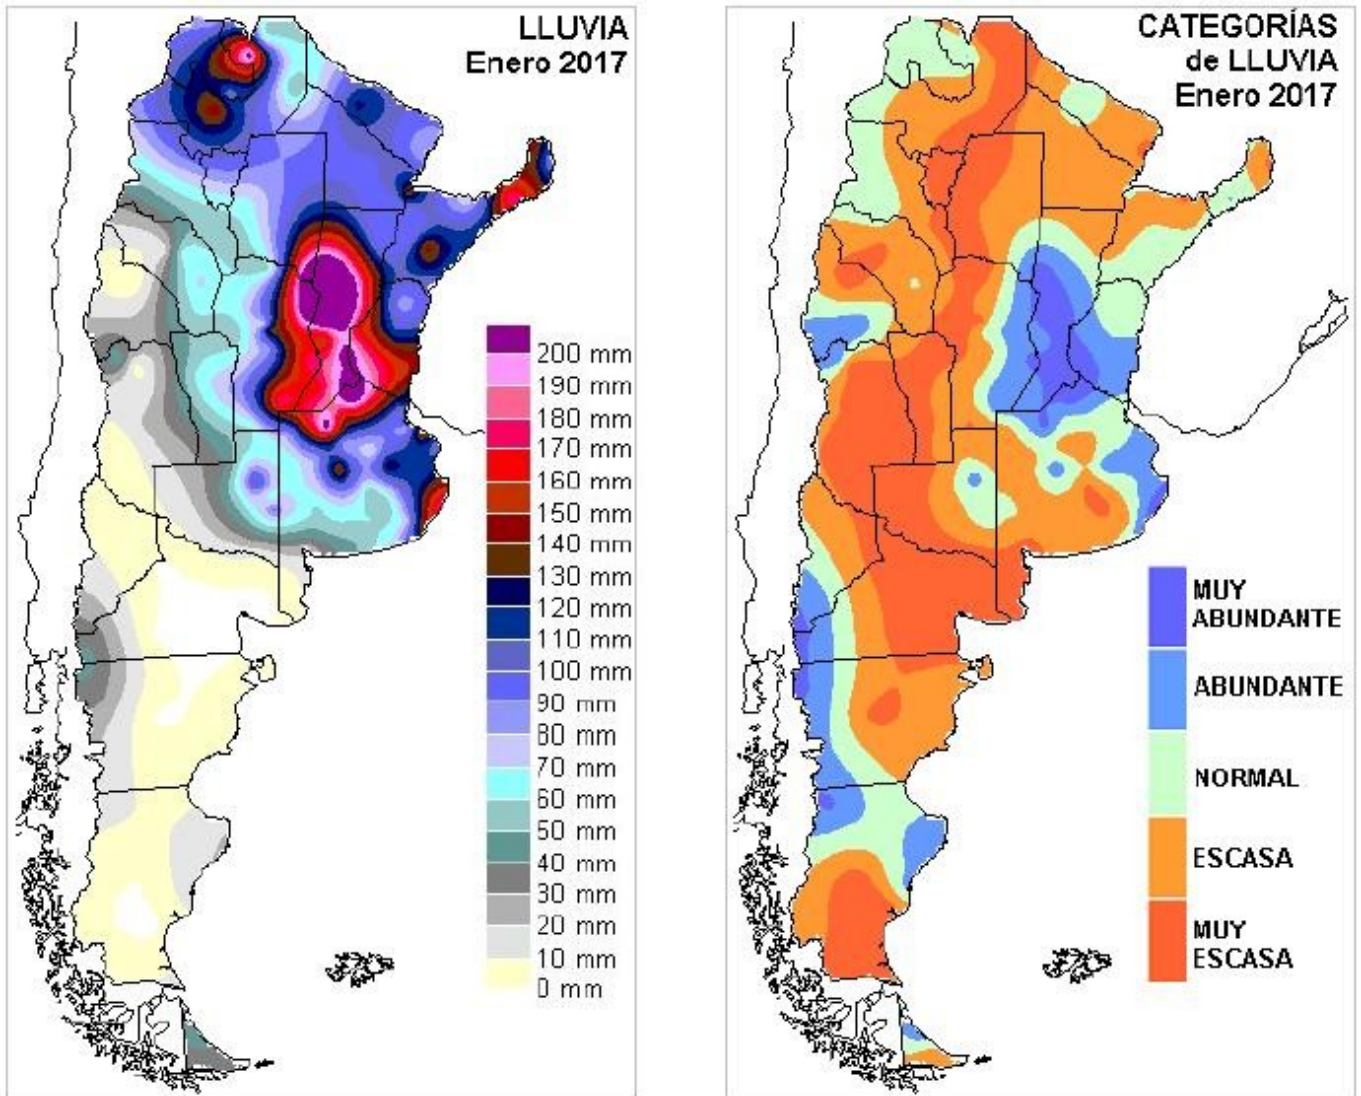 LLUVIA
Enero 2017
200 mm
190 mm
180 mm
170 mm
160 mm
150 mm
140 mm
130 mm
120 mm
110 mm
100 mm
90 mm
80 mm
70 mm
60 mm
50 mm
40 mm
30 mm
20 mm
10 mm
0 mm
CATEGORÍAS
de LLUVIA
Enero 2017
MUY
ABUNDANTE
ABUNDANTE
NORMAL
ESCASA
MUY
ESCASA